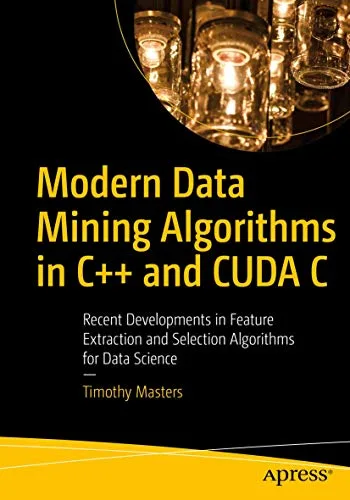 Modern Data
Mining Algorithms
in C++ and CUDA C
Recent Developments in Feature
Extraction and Selection Algorithms
for Data Science
—
Timothy Masters
Apress®